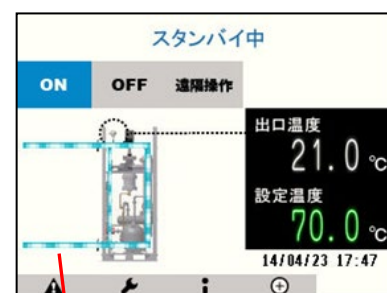 スタンバイ中
ON OFF 遠隔操作
出口温度
21.0 ℃
設定温度
70.0 ℃
14/04/23 17:47